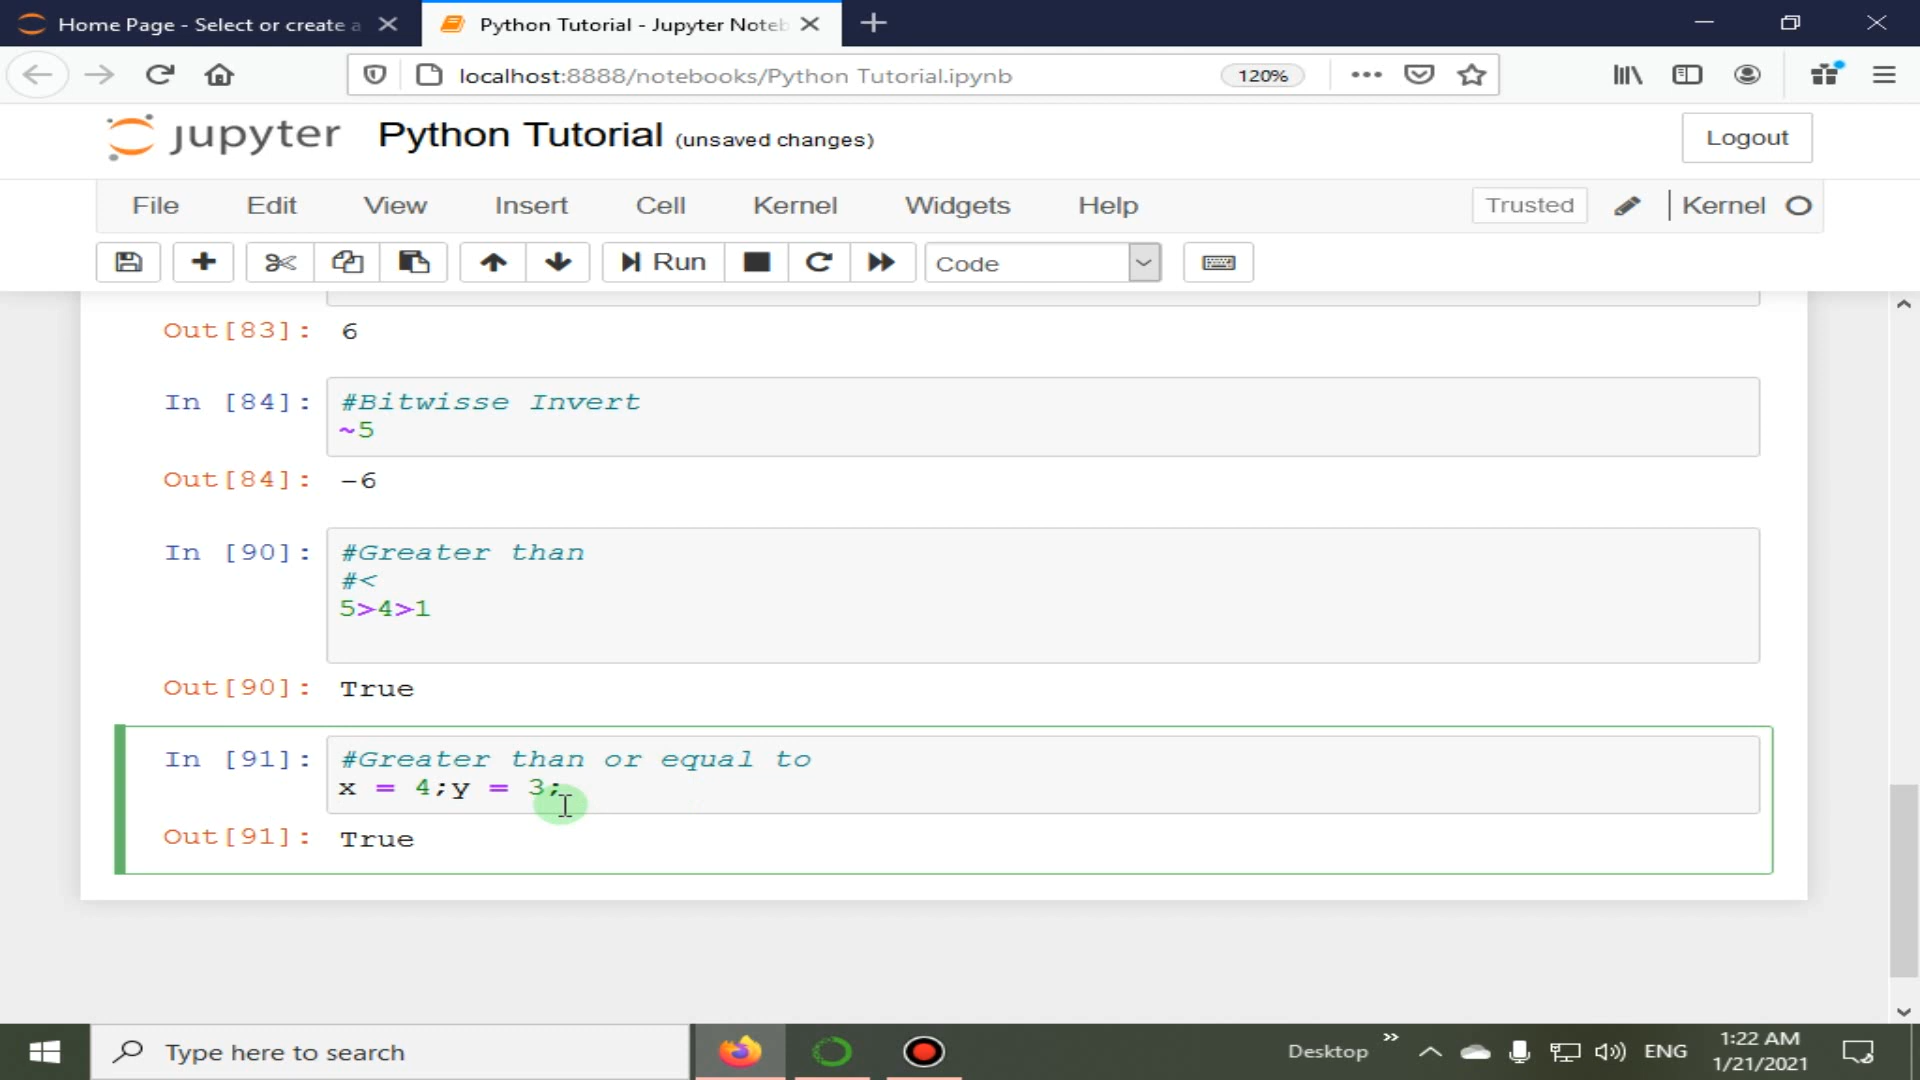 Home Page - Select or create a
Python Tutorial - Jupyter Noteb
localhost:8888/notebooks/Python Tutorial.ipynb
120%
jupyter Python Tutorial (unsaved changes)
Logout
File Edit View Insert Cell Kernel Widgets Help
Trusted
Kernel
Run
Code
Out[83]: 6
In [84]: #Bitwisse Invert
~5
Out[84]: -6
In [90]: #Greater than
#<
5>4>1
Out[90]: True
In [91]: #Greater than or equal to
x = 4;y = 3;
Out[91]: True
Type here to search
Desktop
ENG
1:22 AM
1/21/2021